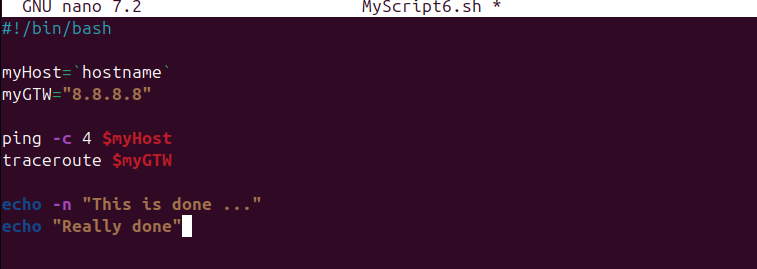 GNU nano 7.2 MyScript6.sh *
#!/bin/bash
myHost=`hostname`
myGTW="8.8.8.8"
ping -c 4 $myHost
traceroute $myGTW
echo -n "This is done ..."
echo "Really done"